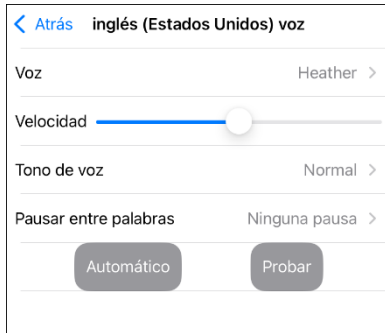 Atrás inglés (Estados Unidos) voz
Voz Heather
Velocidad
Tono de voz Normal
Pausar entre palabras Ninguna pausa
Automático Probar